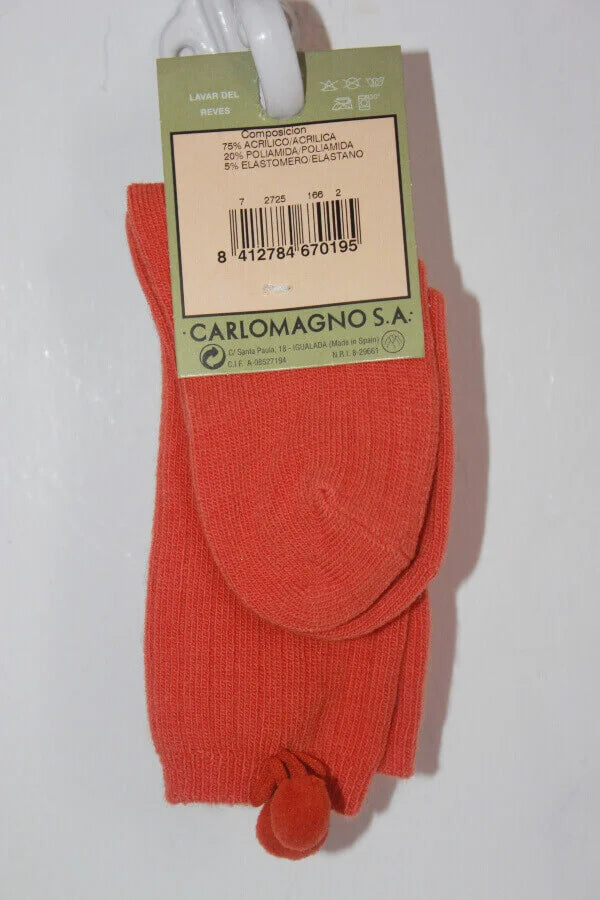 LAVAR DEL
REVES
Composicion
75% ACRILICO/ACRILICA
20% POLIAMIDA/POLIAMIDA
5% ELASTOMERO/ELASTANO
7 2725 166 2
8 412784 670195
·CARLOMAGNO S.A.·
C/ Santa Paula, 18 - IGUALADA (Made in Spain)
C.I.F. A-08527194 N.R.I. 8-29661